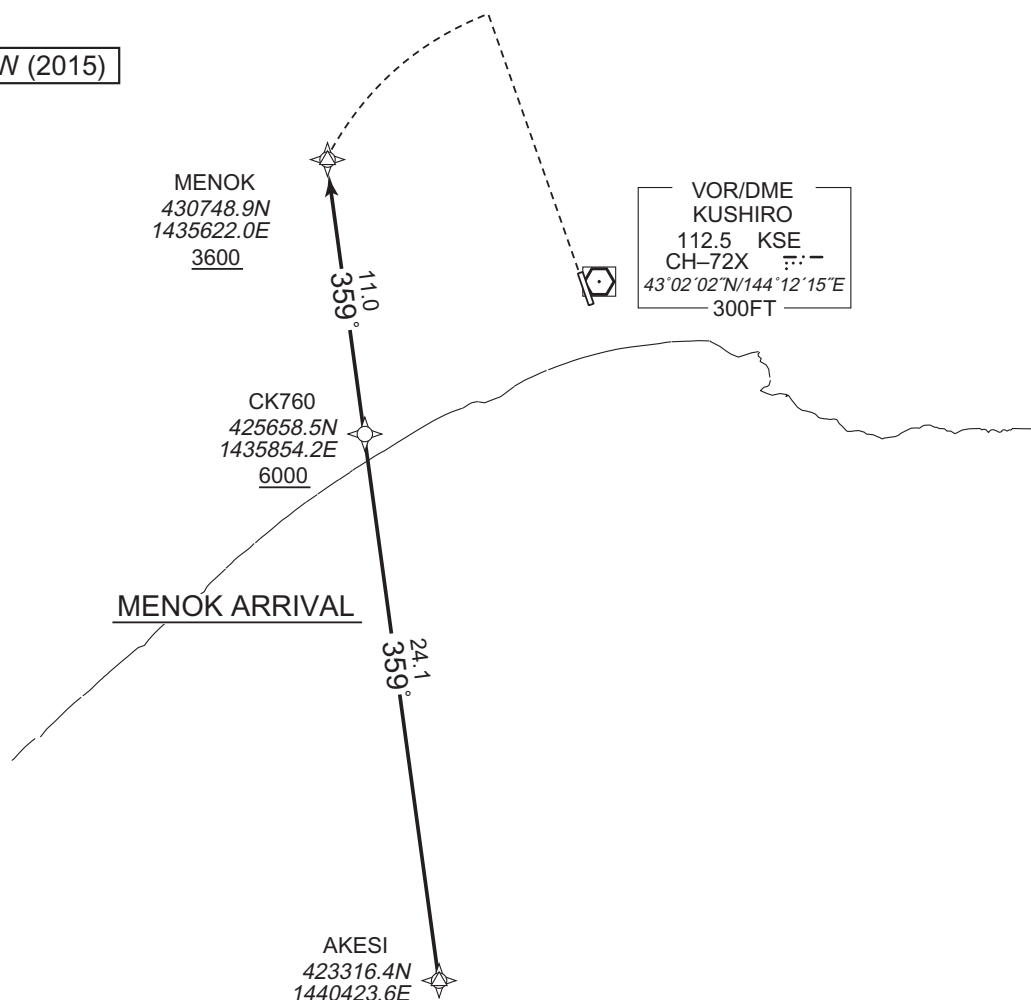 W (2015)
MENOK
430748.9N
1435622.0E
3600
VOR/DME
KUSHIRO
112.5 KSE
CH–72X
43°02′02″N/144°12′15″E
300FT
11.0
359°
CK760
425658.5N
1435854.2E
6000
MENOK ARRIVAL
24.1
359°
AKESI
423316.4N
1440423.6E